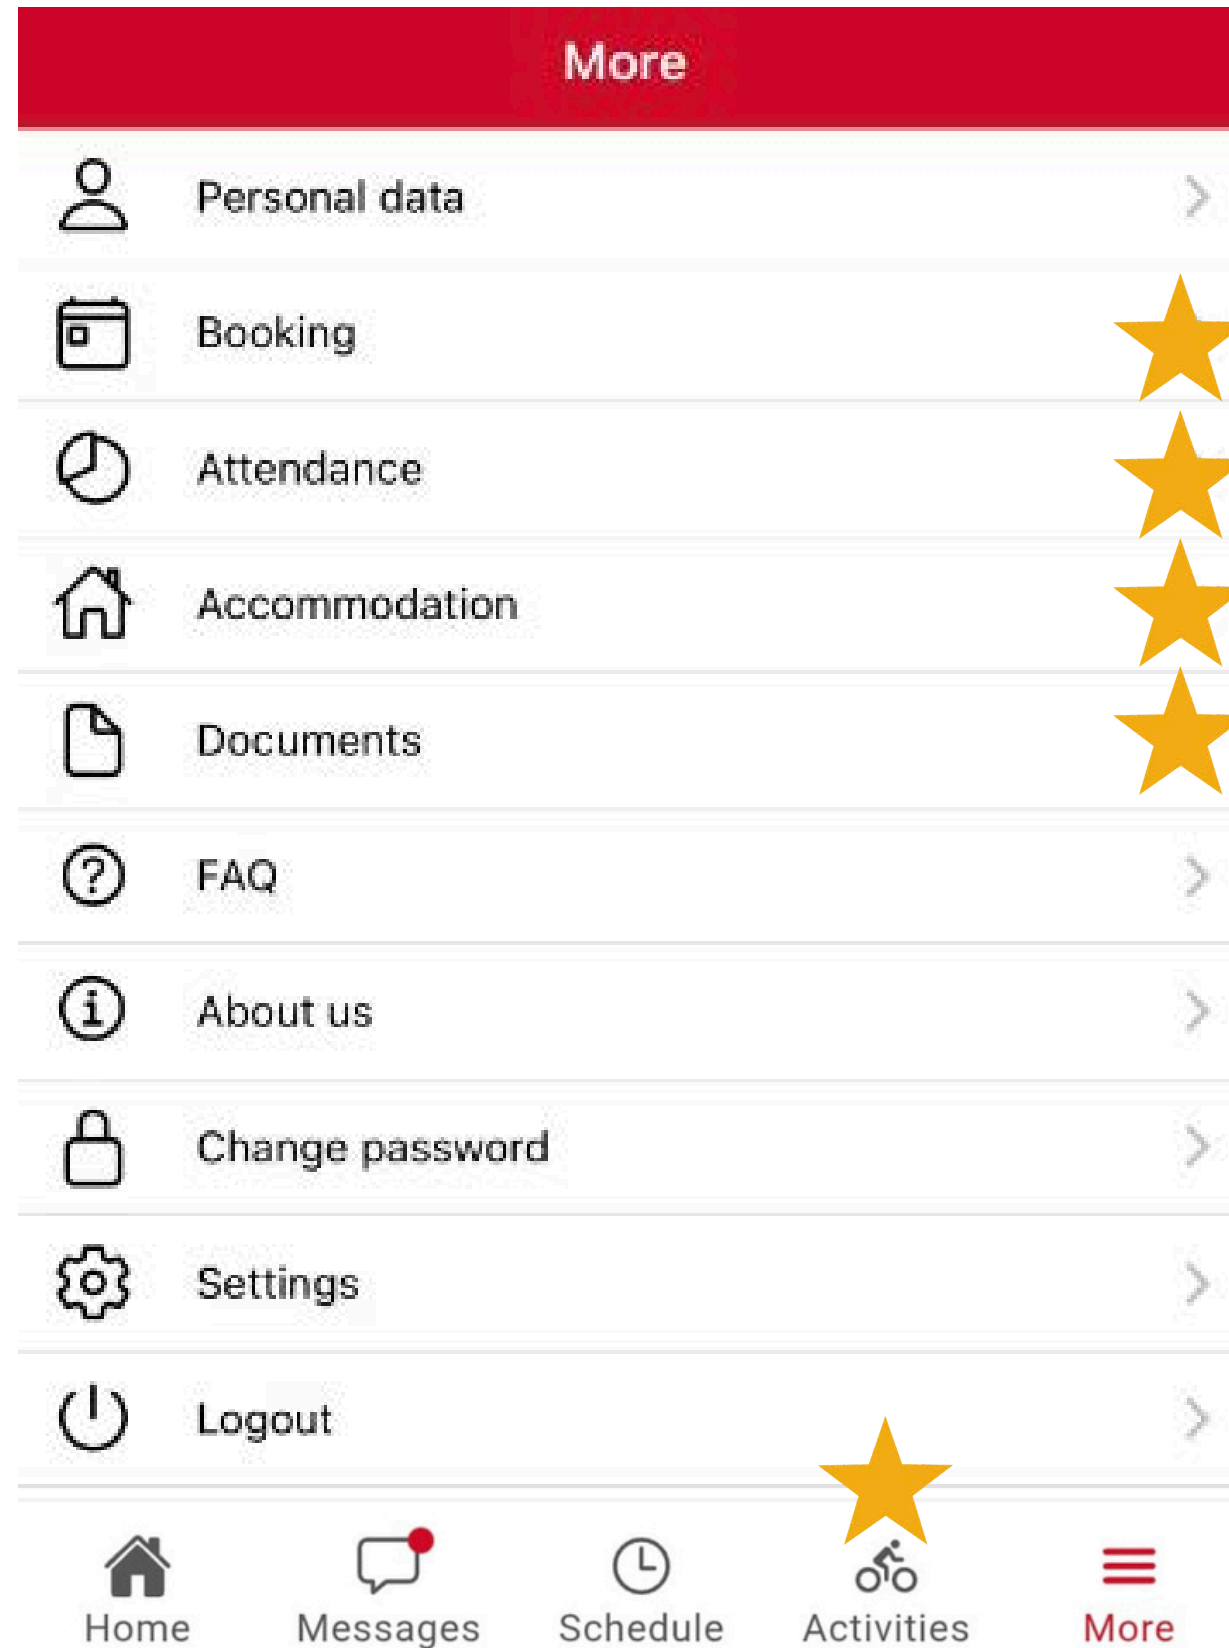 More
Personal data
Booking
Attendance
Accommodation
Documents
FAQ
About us
Change password
Settings
Logout
Home Messages Schedule Activities More